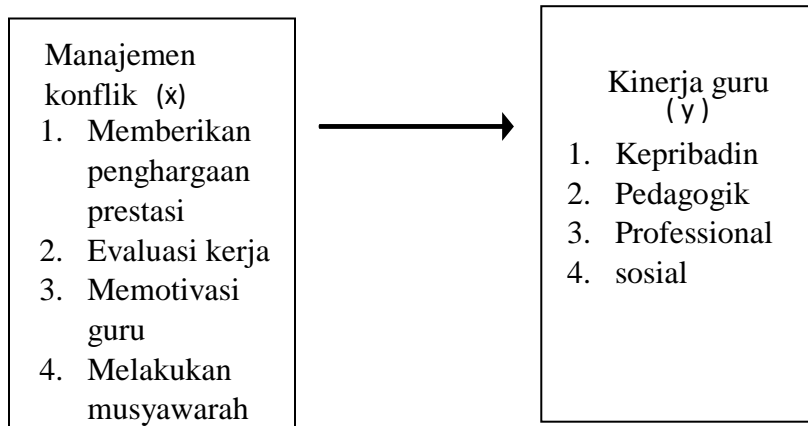 Manajemen
konflik (ẋ)
1. Memberikan
penghargaan
prestasi
2. Evaluasi kerja
3. Memotivasi
guru
4. Melakukan
musyawarah
Kinerja guru
( y )
1. Kepribadin
2. Pedagogik
3. Professional
4. sosial